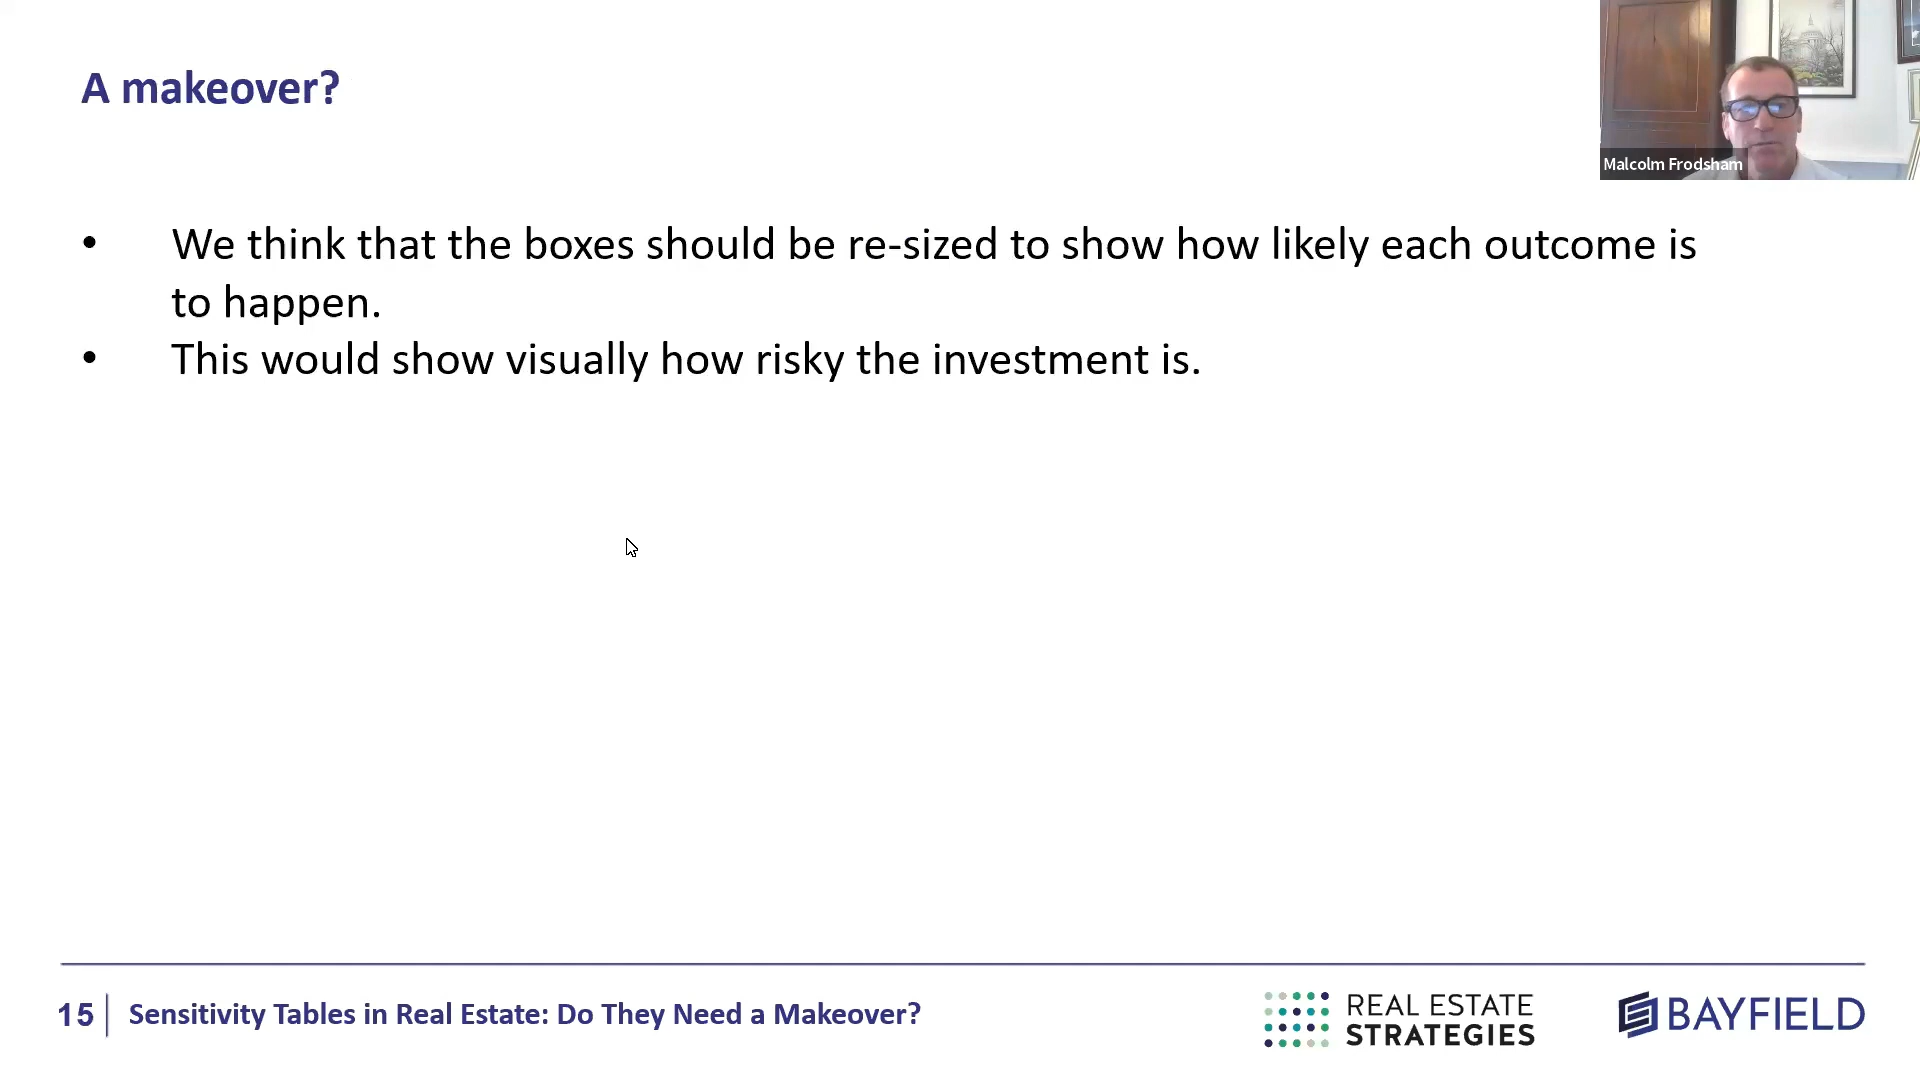 A makeover?
Malcolm Frodsham
• We think that the boxes should be re-sized to show how likely each outcome is
to happen.
• This would show visually how risky the investment is.
15 Sensitivity Tables in Real Estate: Do They Need a Makeover?
REAL ESTATE
STRATEGIES
BAYFIELD